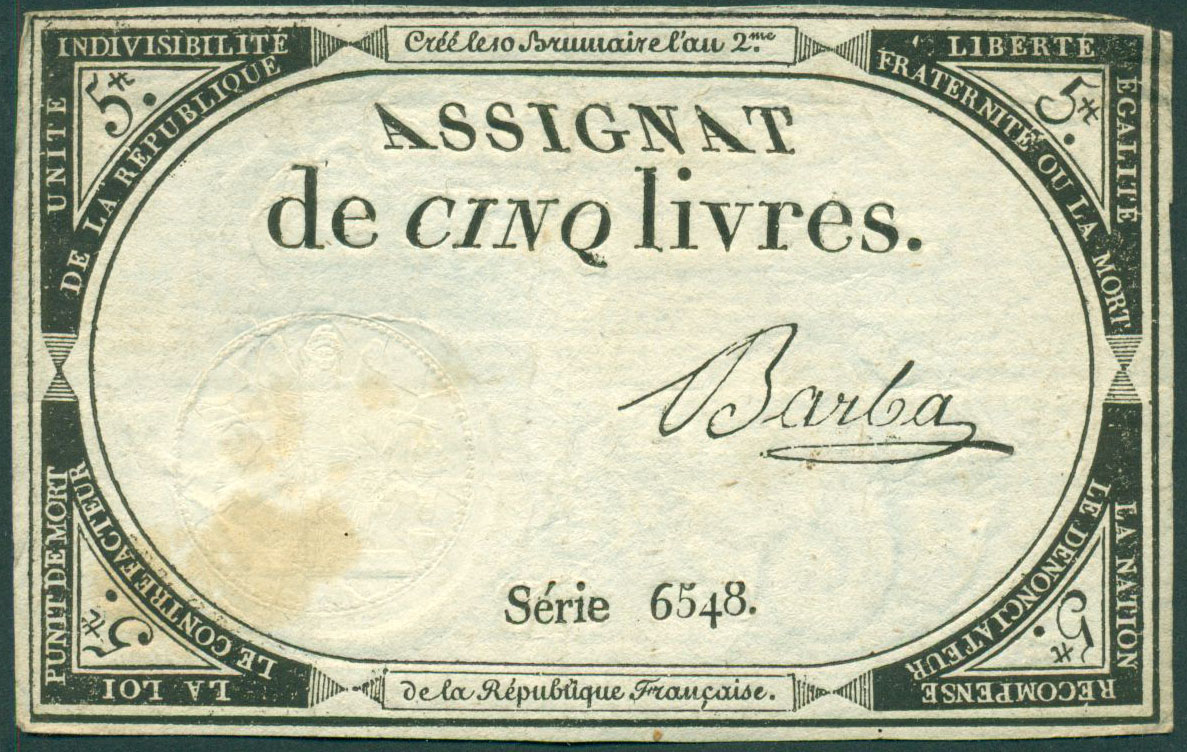 UNITÉ INDIVISIBILITÉ
DE LA RÉPUBLIQUE
5₶.
Créé le 10 Brumaire l'an 2.me
LIBERTÉ ÉGALITÉ
FRATERNITÉ OU LA MORT
5₶.
ASSIGNAT
de CINQ livres.
Barba
Série 6548.
LA LOI PUNIT DE MORT
LE CONTREFACTEUR
5₶.
de la République Française.
LA NATION RÉCOMPENSE
LE DÉNONCIATEUR
5₶.